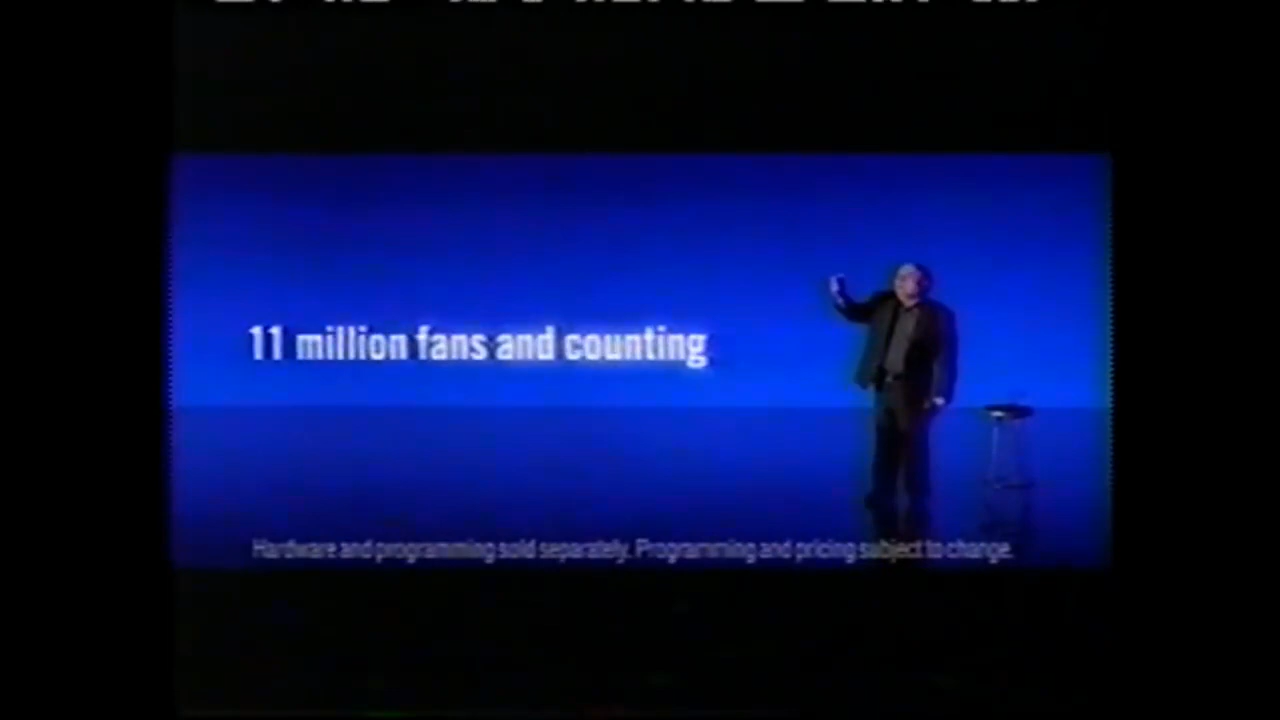 11 million fans and counting
Hardware and programming sold separately. Programming and pricing subject to change.